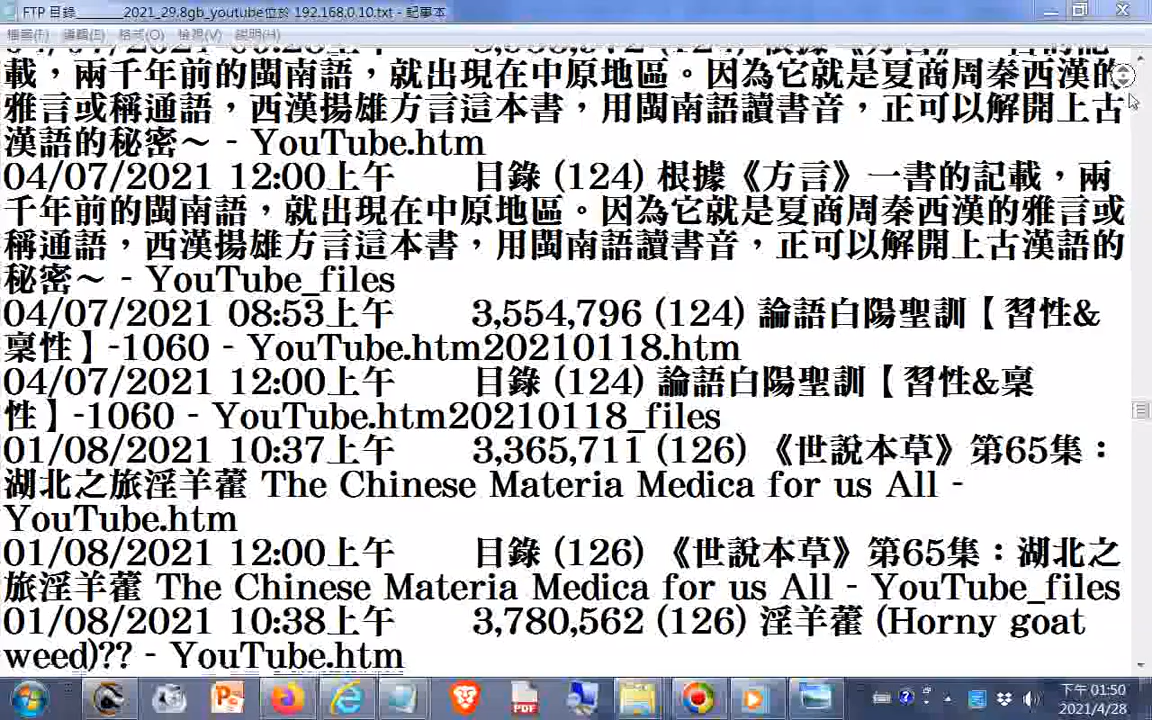 FTP 目錄______2021_29.8gb_youtube位於 192.168.0.10.txt - 記事本
檔案(F) 編輯(E) 格式(O) 檢視(V) 說明(H)
載，兩千年前的閩南語，就出現在中原地區。因為它就是夏商周秦西漢的
雅言或稱通語，西漢揚雄方言這本書，用閩南語讀書音，正可以解開上古
漢語的秘密～ - YouTube.htm
04/07/2021 12:00上午 目錄 (124) 根據《方言》一書的記載，兩
千年前的閩南語，就出現在中原地區。因為它就是夏商周秦西漢的雅言或
稱通語，西漢揚雄方言這本書，用閩南語讀書音，正可以解開上古漢語的
秘密～ - YouTube_files
04/07/2021 08:53上午 3,554,796 (124) 論語白陽聖訓【習性&
稟性】-1060 - YouTube.htm20210118.htm
04/07/2021 12:00上午 目錄 (124) 論語白陽聖訓【習性&稟
性】-1060 - YouTube.htm20210118_files
01/08/2021 10:37上午 3,365,711 (126) 《世說本草》第65集：
湖北之旅淫羊藿 The Chinese Materia Medica for us All -
YouTube.htm
01/08/2021 12:00上午 目錄 (126) 《世說本草》第65集：湖北之
旅淫羊藿 The Chinese Materia Medica for us All - YouTube_files
01/08/2021 10:38上午 3,780,562 (126) 淫羊藿 (Horny goat
weed)?? - YouTube.htm
下午 01:50
2021/4/28